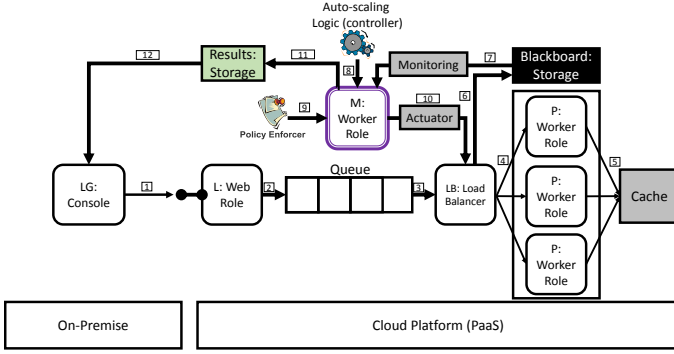 Auto-scaling
Logic (controller)
12
Results:
Storage
11
8
Monitoring
7
Blackboard:
Storage
9
Policy Enforcer
M:
Worker
Role
10
Actuator
6
P:
Worker
Role
LG:
Console
1
L: Web
Role
2
Queue
3
LB: Load
Balancer
4
P:
Worker
Role
5
Cache
P:
Worker
Role
On-Premise
Cloud Platform (PaaS)